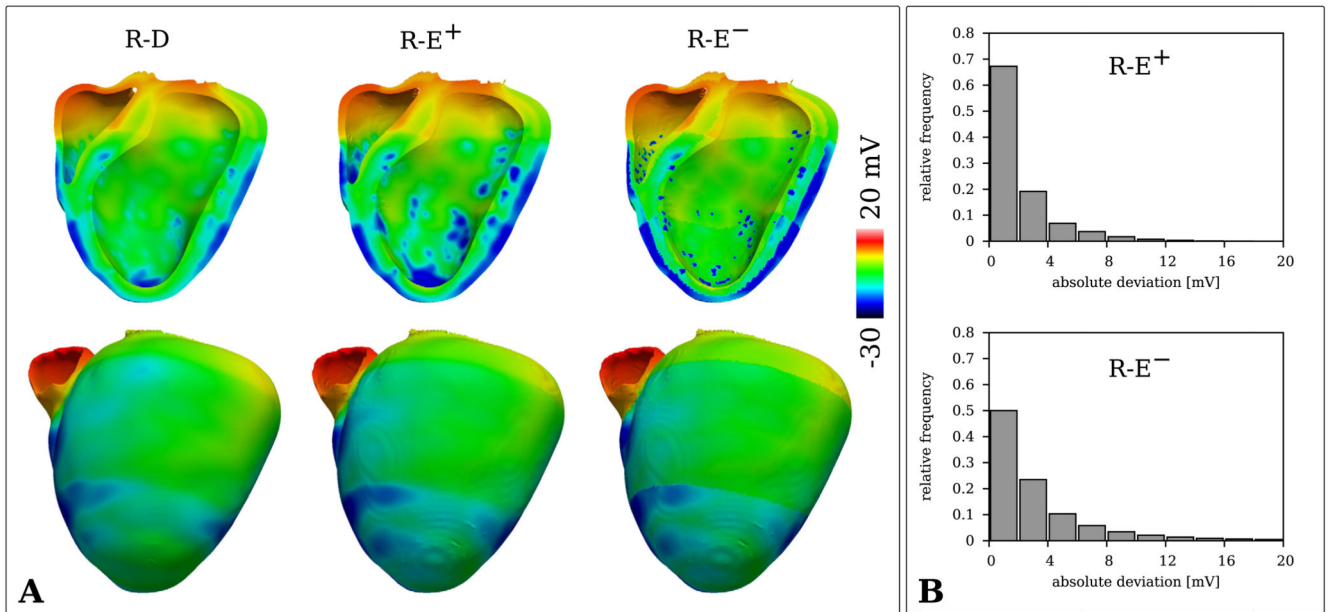 R-D R-E⁺ R-E⁻
-30 20 mV
A
0.8
0.7
0.6
0.5
0.4
0.3
0.2
0.1
0
relative frequency
R-E⁺
0 4 8 12 16 20
absolute deviation [mV]
0.8
0.7
0.6
0.5
0.4
0.3
0.2
0.1
0
relative frequency
R-E⁻
0 4 8 12 16 20
absolute deviation [mV]
B